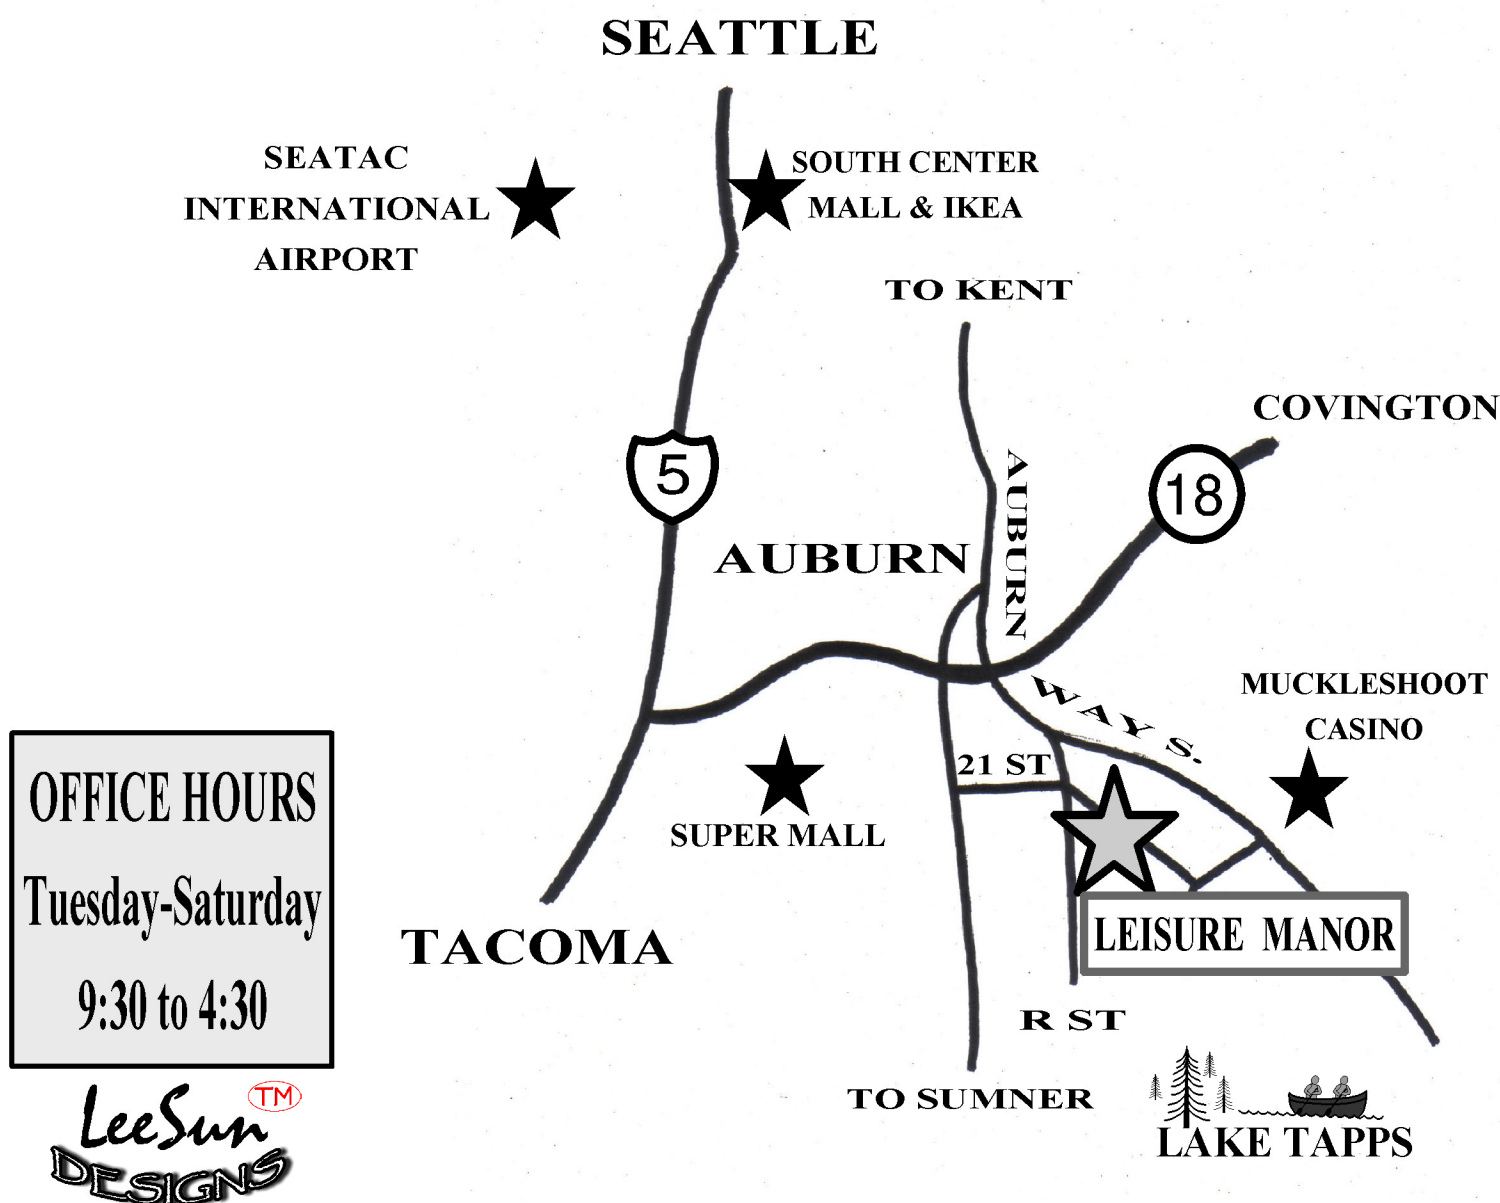 SEATTLE
SEATAC
INTERNATIONAL
AIRPORT
SOUTH CENTER
MALL & IKEA
TO KENT
COVINGTON
5
18
AUBURN
AUBURN
WAY S.
MUCKLESHOOT
CASINO
21 ST
SUPER MALL
OFFICE HOURS
Tuesday-Saturday
9:30 to 4:30
TACOMA
LEISURE MANOR
R ST
TO SUMNER
LAKE TAPPS
LeeSun TM
DESIGNS